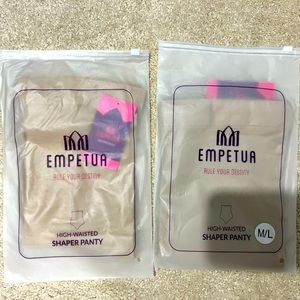 EMPETUA
RULE YOUR DESTINY
HIGH-WAISTED
SHAPER PANTY
EMPETUA
RULE YOUR DESTINY
HIGH-WAISTED
SHAPER PANTY
M/L